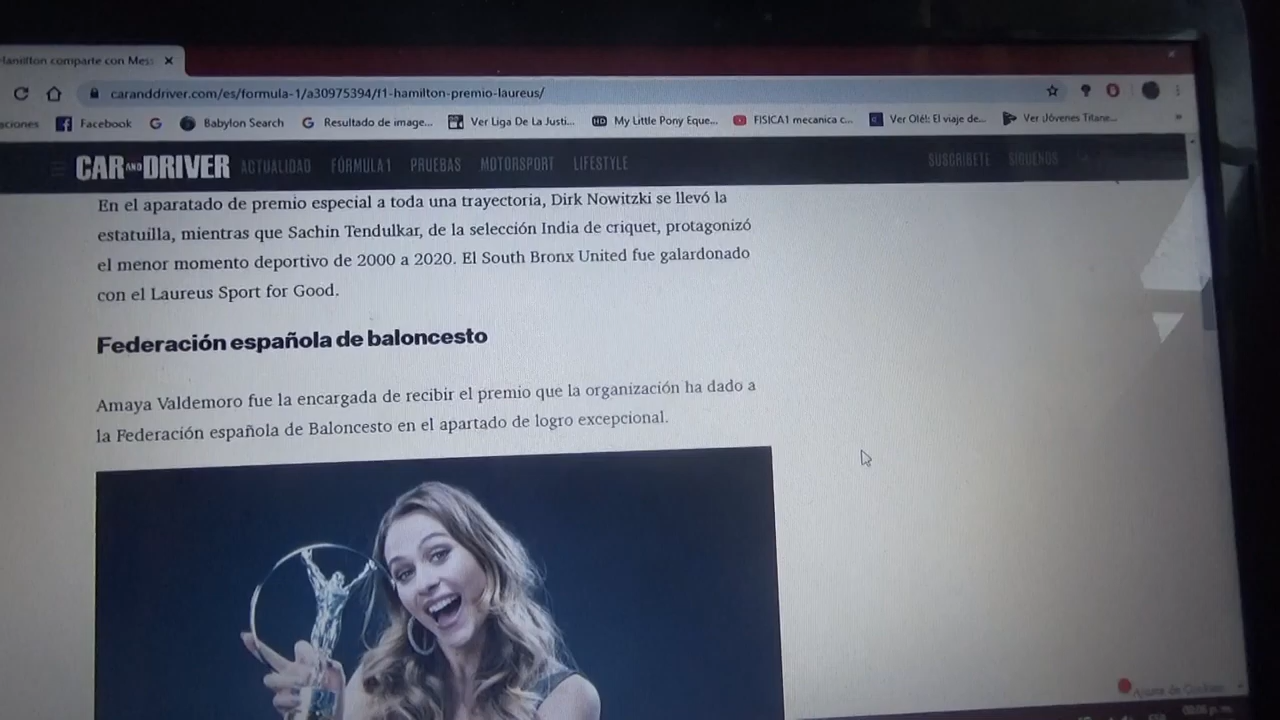 Hamilton comparte con Mess
caranddriver.com/es/formula-1/a30975394/f1-hamilton-premio-laureus/
Facebook
Babylon Search
Resultado de image...
Ver Liga De La Justi...
My Little Pony Eque...
FISICA1 mecanica c...
Ver Olé!: El viaje de...
Ver ¡Jóvenes Titane...
CAR AND DRIVER ACTUALIDAD FÓRMULA 1 PRUEBAS MOTORSPORT LIFESTYLE SUSCRÍBETE SÍGUENOS
En el aparatado de premio especial a toda una trayectoria, Dirk Nowitzki se llevó la
estatuilla, mientras que Sachin Tendulkar, de la selección India de criquet, protagonizó
el menor momento deportivo de 2000 a 2020. El South Bronx United fue galardonado
con el Laureus Sport for Good.
Federación española de baloncesto
Amaya Valdemoro fue la encargada de recibir el premio que la organización ha dado a
la Federación española de Baloncesto en el apartado de logro excepcional.